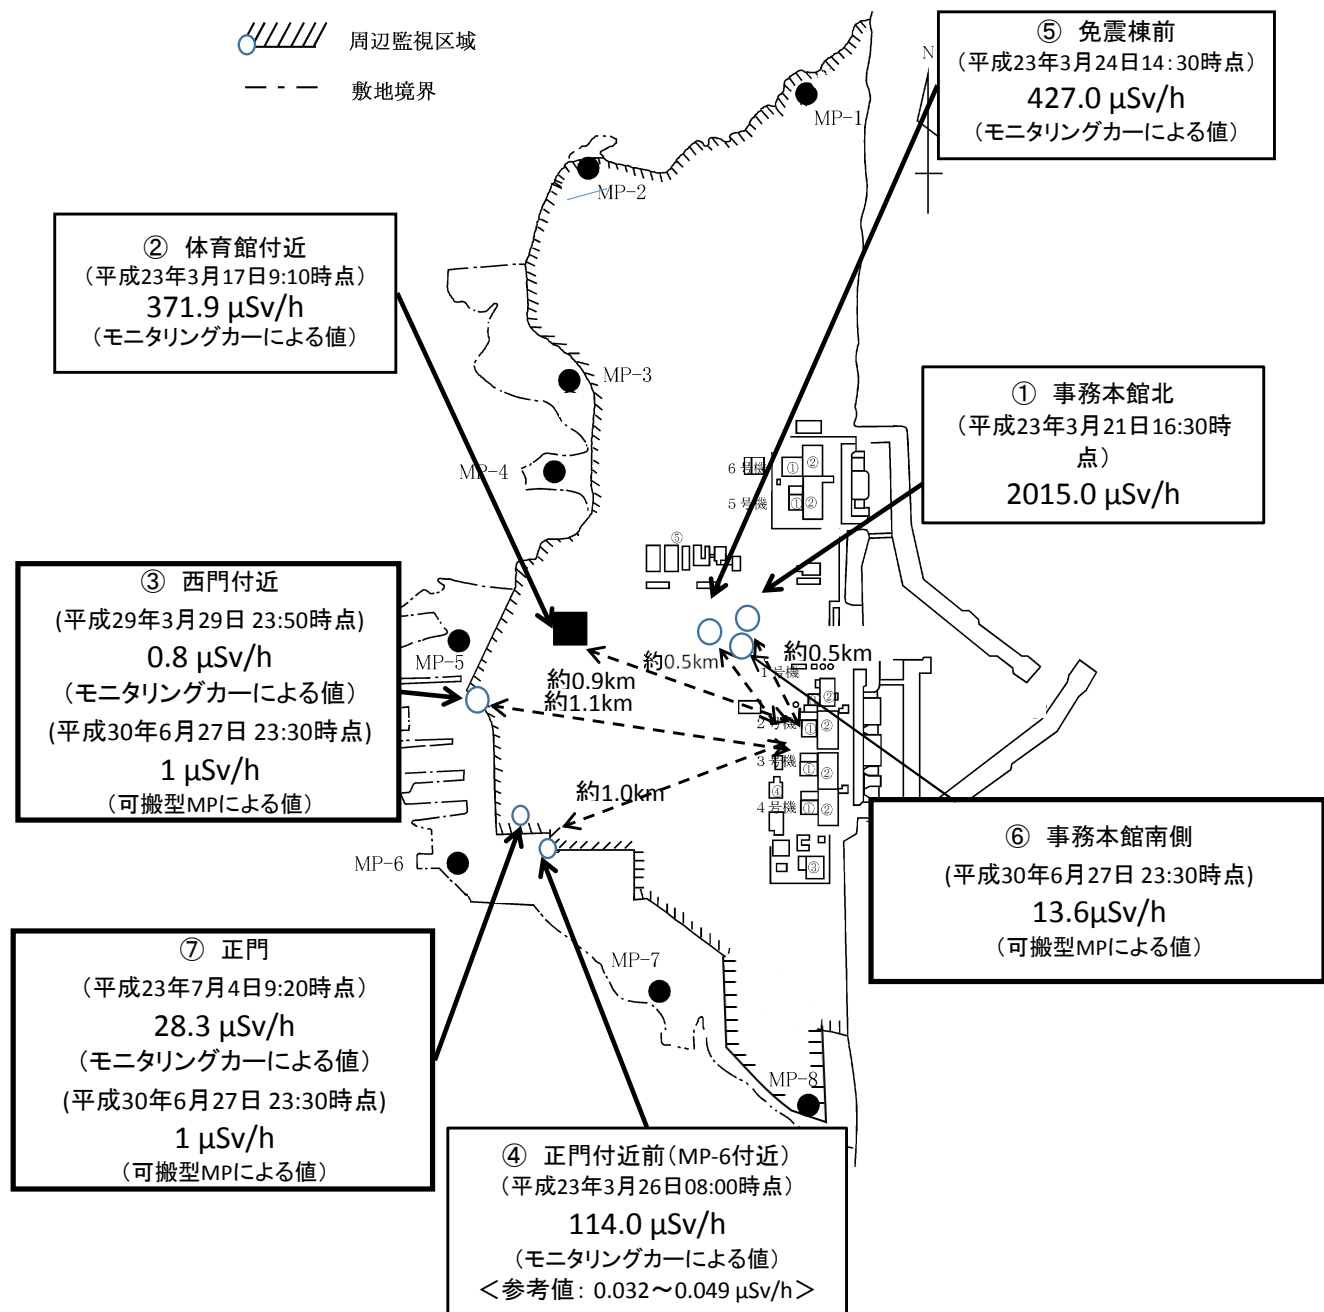 周辺監視区域
敷地境界
⑤ 免震棟前
(平成23年3月24日14:30時点)
427.0 μSv/h
(モニタリングカーによる値)
N
MP-1
MP-2
② 体育館付近
(平成23年3月17日9:10時点)
371.9 μSv/h
(モニタリングカーによる値)
MP-3
① 事務本館北
(平成23年3月21日16:30時
点)
2015.0 μSv/h
MP-4
6号機
① ②
5号機
① ②
⑤
③ 西門付近
(平成29年3月29日 23:50時点)
0.8 μSv/h
(モニタリングカーによる値)
(平成30年6月27日 23:30時点)
1 μSv/h
(可搬型MPによる値)
MP-5
約0.5km
約0.5km
約0.9km
約1.1km
1号機
②
2号機
① ②
3号機
① ②
④
4号機
① ②
③
約1.0km
MP-6
⑥ 事務本館南側
(平成30年6月27日 23:30時点)
13.6μSv/h
(可搬型MPによる値)
⑦ 正門
(平成23年7月4日9:20時点)
28.3 μSv/h
(モニタリングカーによる値)
(平成30年6月27日 23:30時点)
1 μSv/h
(可搬型MPによる値)
MP-7
MP-8
④ 正門付近前(MP-6付近)
(平成23年3月26日08:00時点)
114.0 μSv/h
(モニタリングカーによる値)
<参考値: 0.032~0.049 μSv/h>